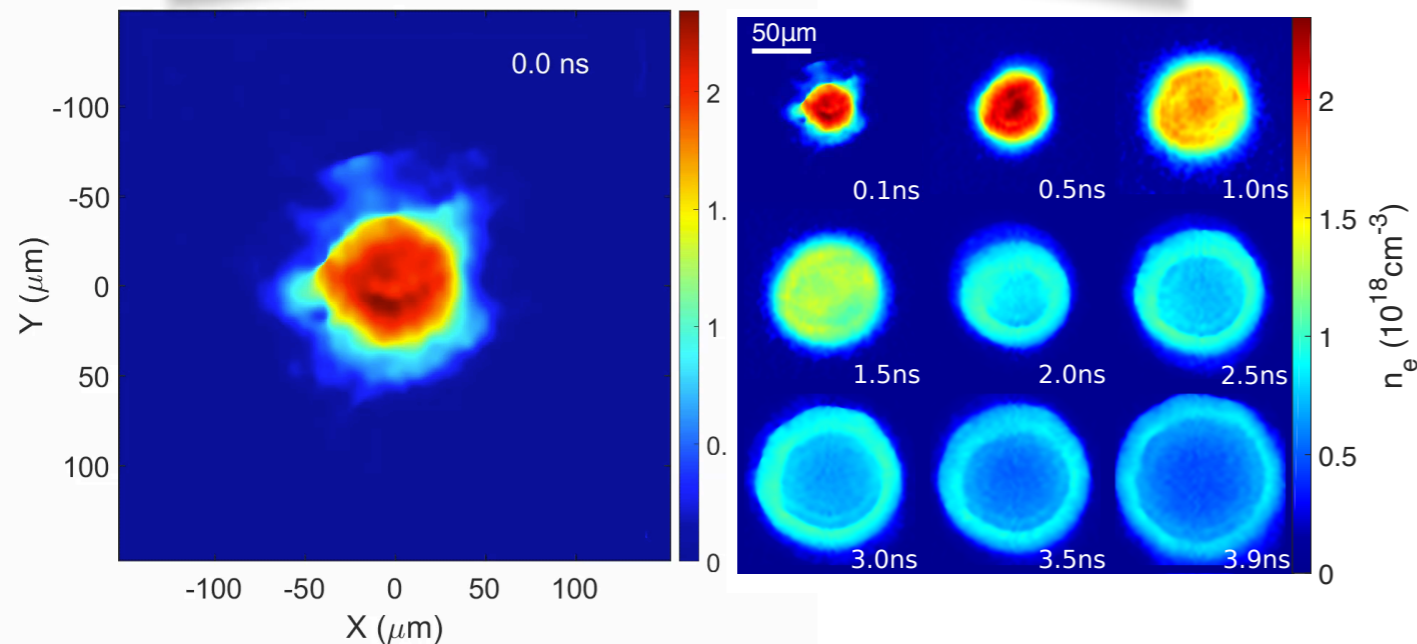 0.0 ns
-100
-50
0
50
100
Y (μm)
-100
-50
0
50
100
X (μm)
2
1.
1
0.
0
50μm
0.1ns
0.5ns
1.0ns
1.5ns
2.0ns
2.5ns
3.0ns
3.5ns
3.9ns
2
1.5
1
0.5
0
n_e (10^18 cm^-3)